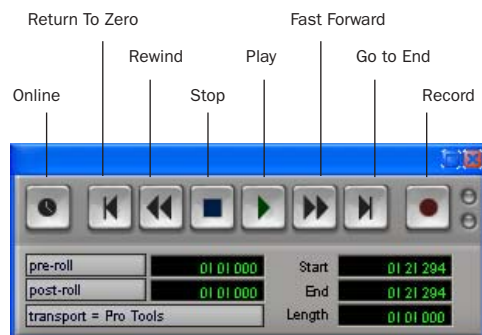 Return To Zero Fast Forward
Rewind Play Go to End
Online Stop Record
pre-roll 01 01 000 Start 01 21 294
post-roll 01 01 000 End 01 21 294
transport = Pro Tools Length 01 01 000